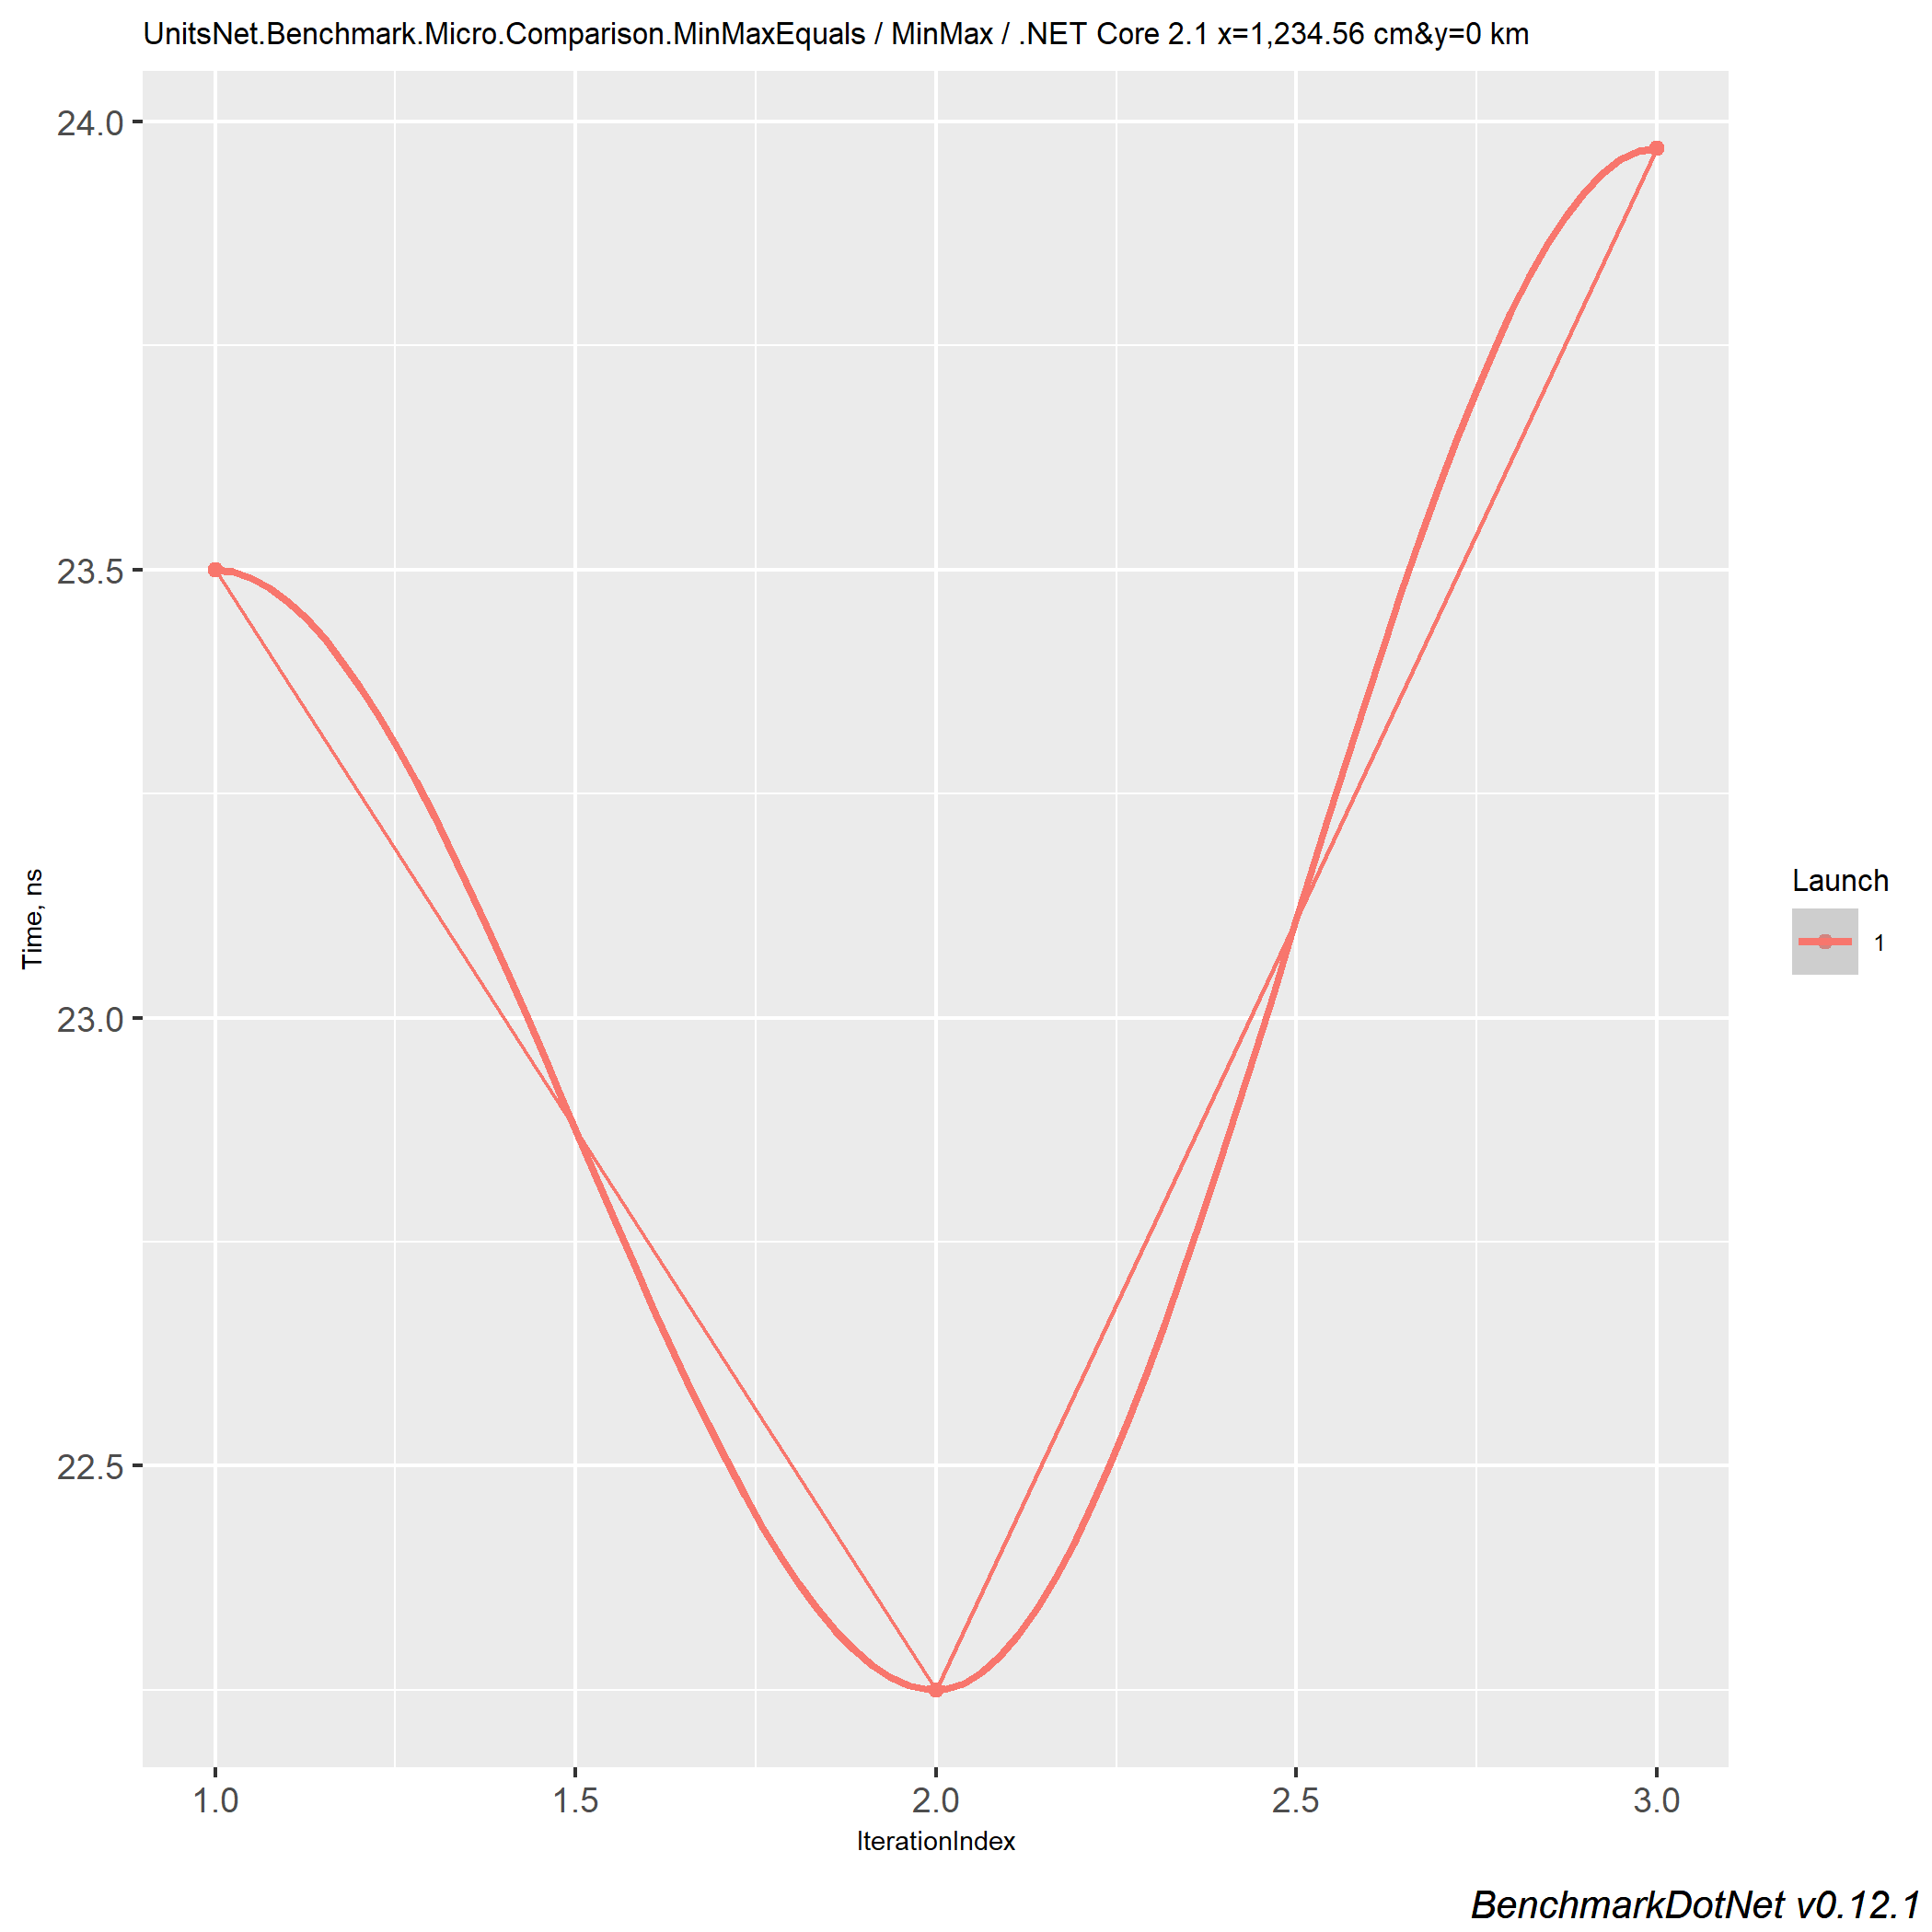 UnitsNet.Benchmark.Micro.Comparison.MinMaxEquals / MinMax / .NET Core 2.1 x=1,234.56 cm&y=0 km
24.0
23.5
23.0
22.5
Time, ns
1.0 1.5 2.0 2.5 3.0
IterationIndex
Launch
1
BenchmarkDotNet v0.12.1